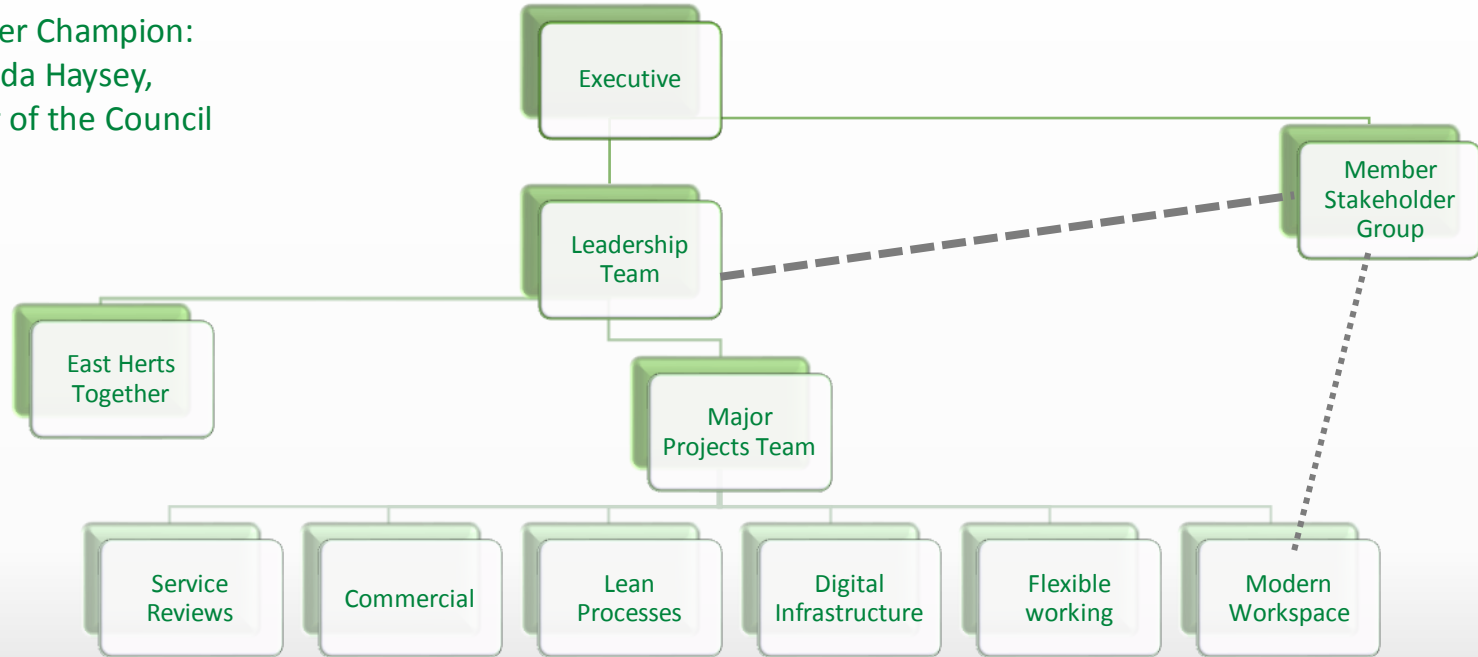 er Champion:
da Haysey,
of the Council
Executive
Member
Stakeholder
Group
Leadership
Team
East Herts
Together
Major
Projects Team
Service
Reviews
Commercial
Lean
Processes
Digital
Infrastructure
Flexible
working
Modern
Workspace